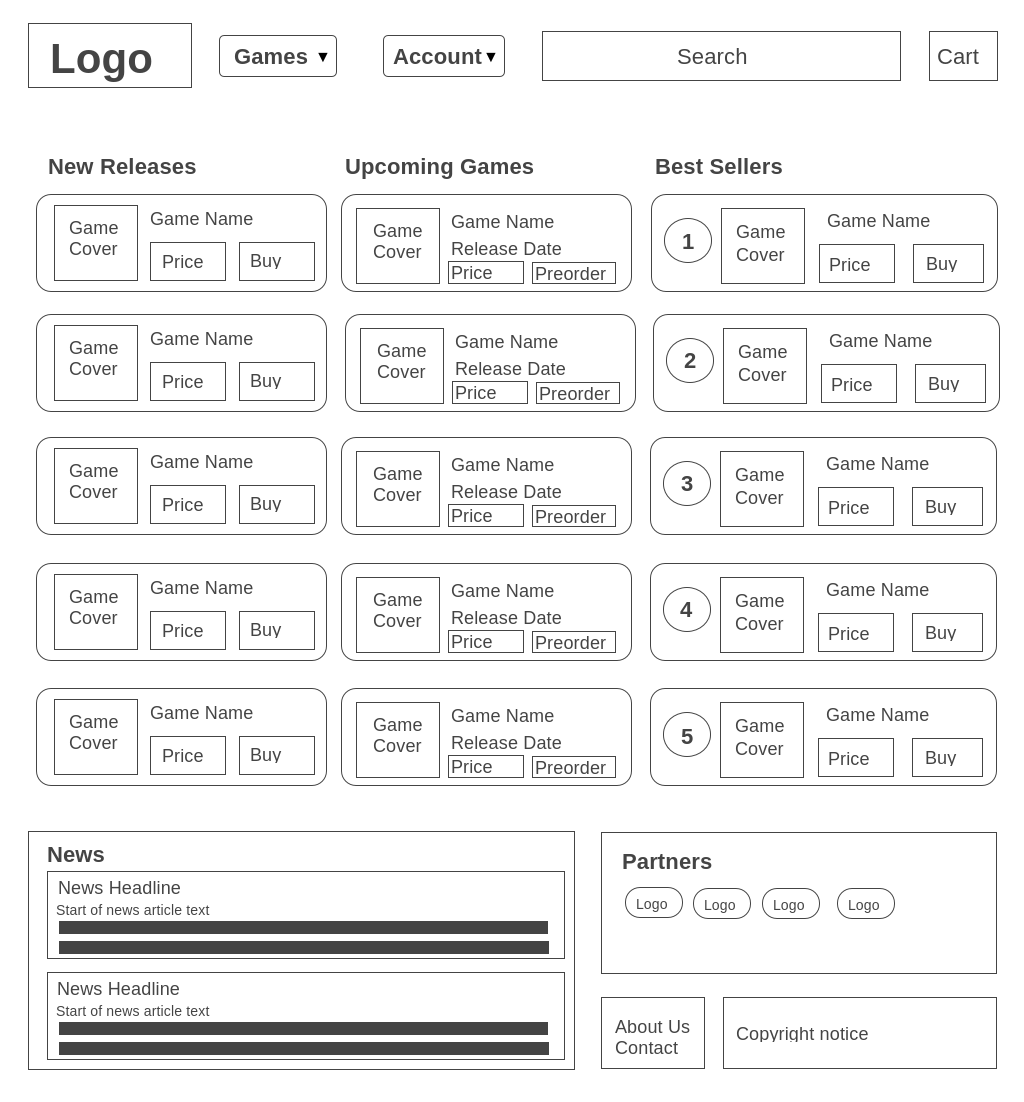 Logo
Games ▼
Account ▼
Search
Cart
New Releases
Game
Cover
Game Name
Price
Buy
Game
Cover
Game Name
Price
Buy
Game
Cover
Game Name
Price
Buy
Game
Cover
Game Name
Price
Buy
Game
Cover
Game Name
Price
Buy
Upcoming Games
Game
Cover
Game Name
Release Date
Price
Preorder
Game
Cover
Game Name
Release Date
Price
Preorder
Game
Cover
Game Name
Release Date
Price
Preorder
Game
Cover
Game Name
Release Date
Price
Preorder
Game
Cover
Game Name
Release Date
Price
Preorder
Best Sellers
1
Game
Cover
Game Name
Price
Buy
2
Game
Cover
Game Name
Price
Buy
3
Game
Cover
Game Name
Price
Buy
4
Game
Cover
Game Name
Price
Buy
5
Game
Cover
Game Name
Price
Buy
News
News Headline
Start of news article text
News Headline
Start of news article text
Partners
Logo
Logo
Logo
Logo
About Us
Contact
Copyright notice